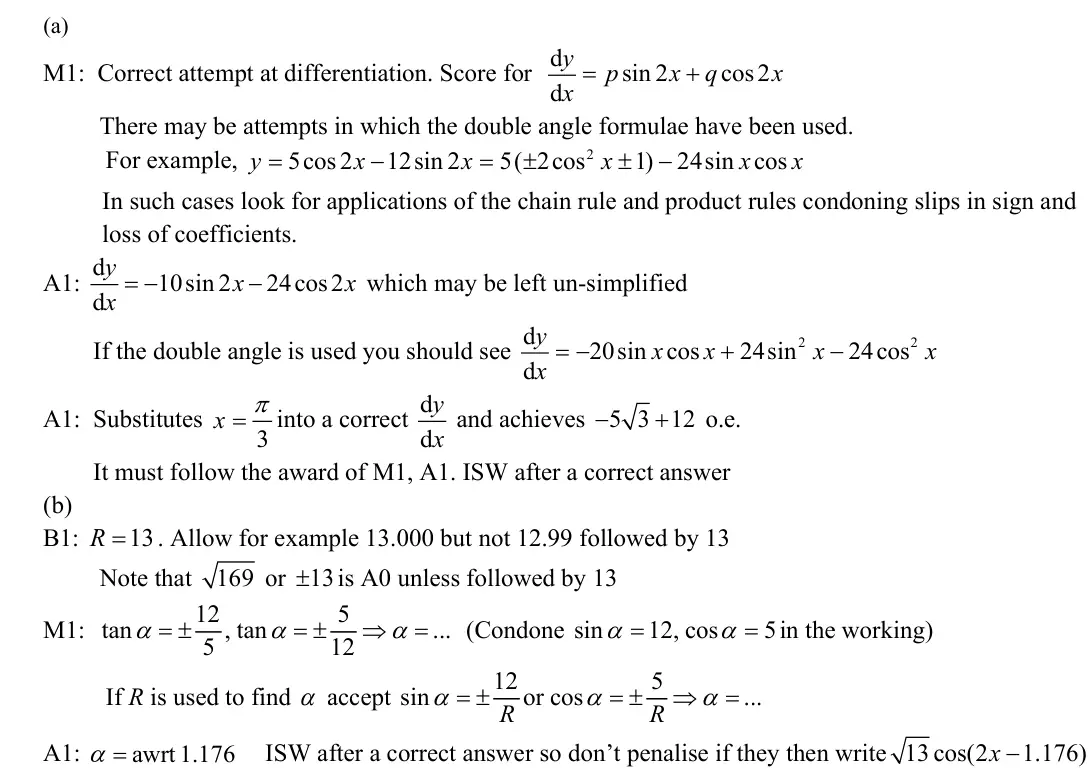 (a)
M1: Correct attempt at differentiation. Score for dy/dx = p sin 2x + q cos 2x
There may be attempts in which the double angle formulae have been used.
For example, y = 5cos 2x − 12sin 2x = 5(±2cos² x ± 1) − 24sin x cos x
In such cases look for applications of the chain rule and product rules condoning slips in sign and
loss of coefficients.
A1: dy/dx = −10sin 2x − 24cos 2x which may be left un-simplified
If the double angle is used you should see dy/dx = −20sin x cos x + 24sin² x − 24cos² x
A1: Substitutes x = π/3 into a correct dy/dx and achieves −5√3 + 12 o.e.
It must follow the award of M1, A1. ISW after a correct answer
(b)
B1: R = 13. Allow for example 13.000 but not 12.99 followed by 13
Note that √169 or ±13 is A0 unless followed by 13
M1: tan α = ± 12/5, tan α = ± 5/12 ⇒ α = ... (Condone sin α = 12, cos α = 5 in the working)
If R is used to find α accept sin α = ± 12/R or cos α = ± 5/R ⇒ α = ...
A1: α = awrt 1.176 ISW after a correct answer so don’t penalise if they then write √13 cos(2x − 1.176)